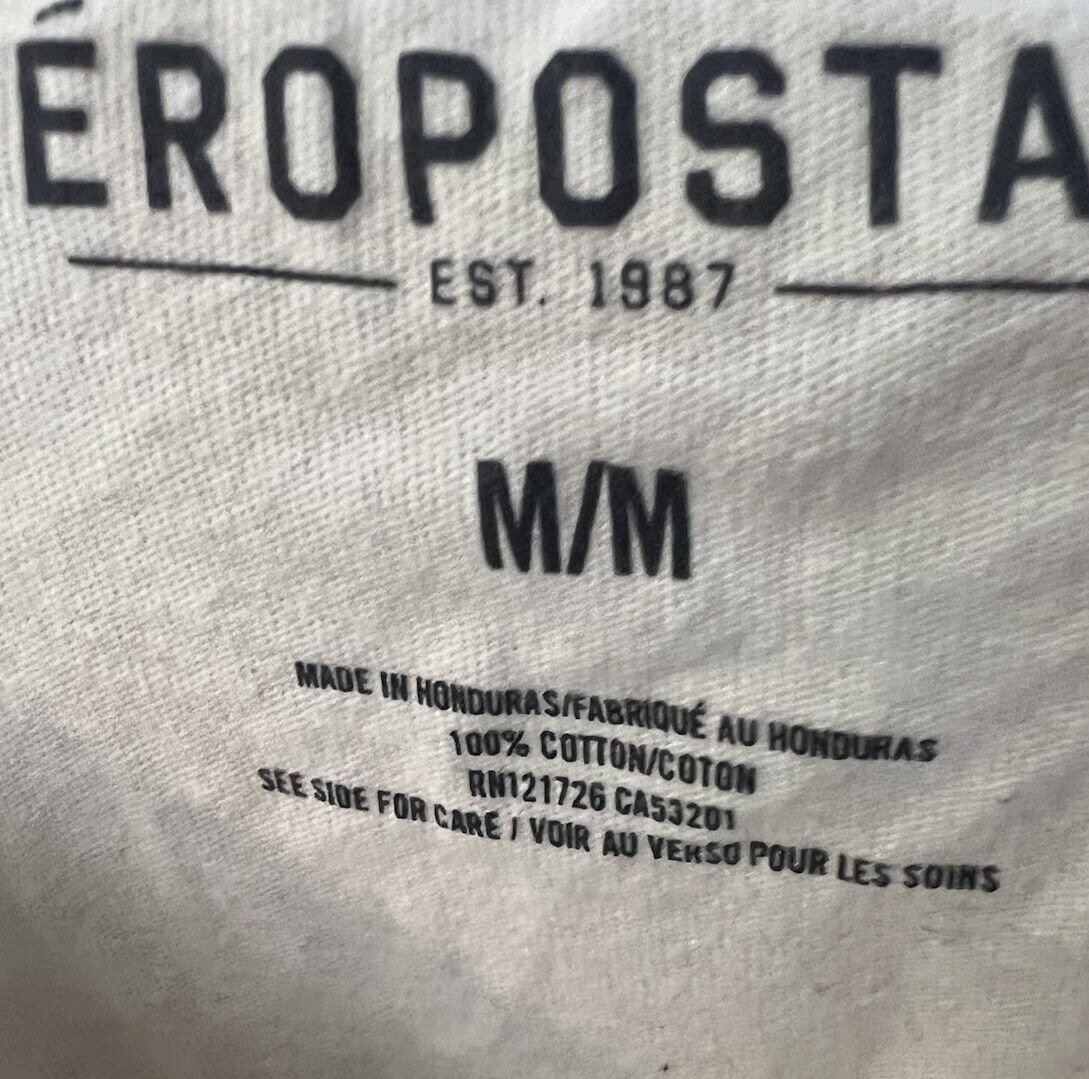 ÉROPOSTA
EST. 1987
M/M
MADE IN HONDURAS/FABRIQUÉ AU HONDURAS
100% COTTON/COTON
RN121726 CA53201
SEE SIDE FOR CARE / VOIR AU VERSO POUR LES SOINS